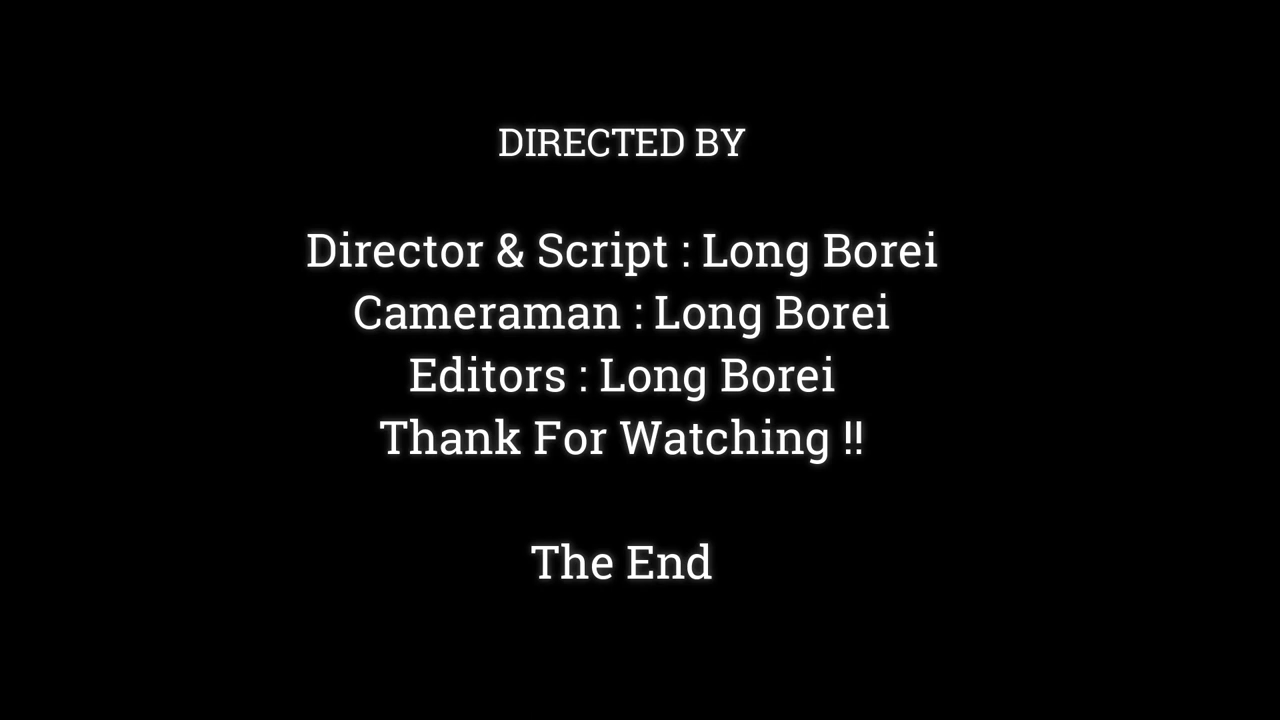 DIRECTED BY
Director & Script : Long Borei
Cameraman : Long Borei
Editors : Long Borei
Thank For Watching !!
The End